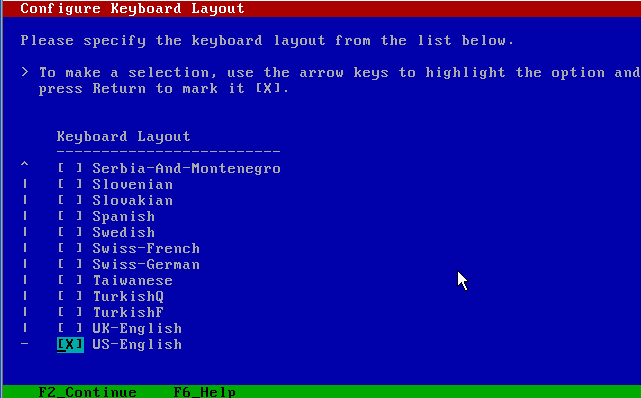 Configure Keyboard Layout
Please specify the keyboard layout from the list below.
> To make a selection, use the arrow keys to highlight the option and
press Return to mark it [X].
Keyboard Layout
-------------------------
^ [ ] Serbia-And-Montenegro
| [ ] Slovenian
| [ ] Slovakian
| [ ] Spanish
| [ ] Swedish
| [ ] Swiss-French
| [ ] Swiss-German
| [ ] Taiwanese
| [ ] TurkishQ
| [ ] TurkishF
| [ ] UK-English
- [X] US-English
F2_Continue F6_Help